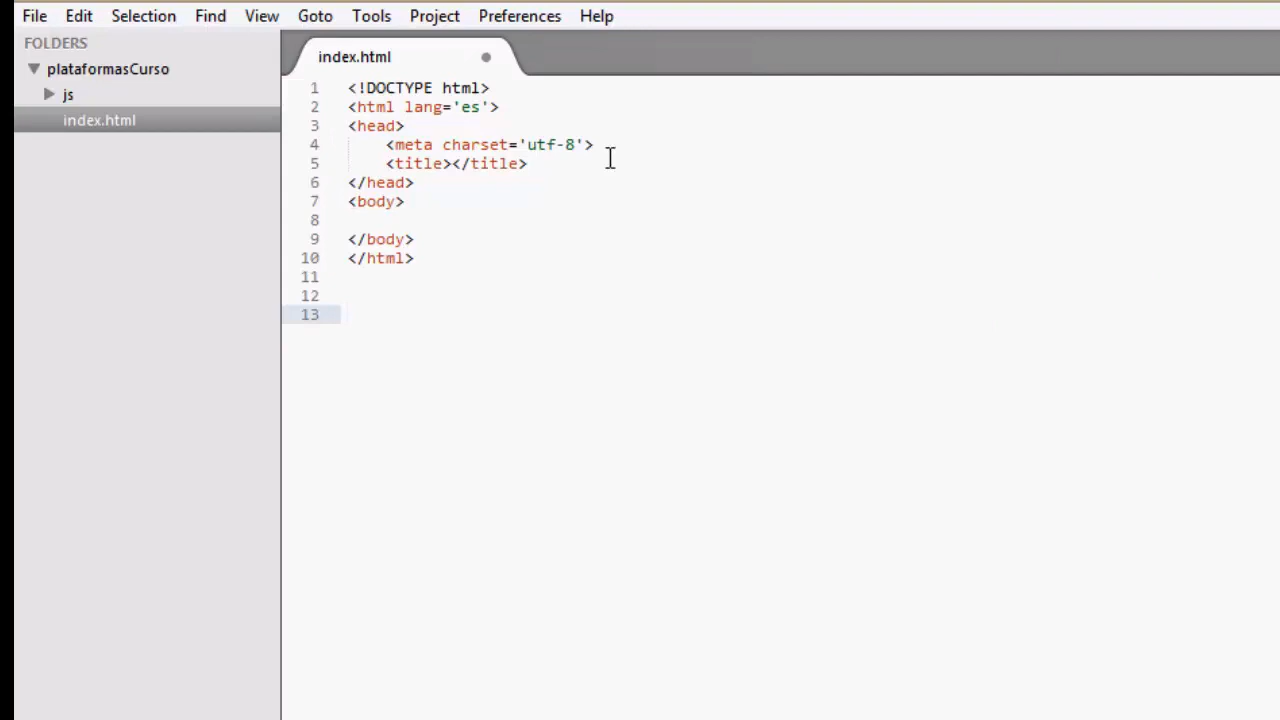 File Edit Selection Find View Goto Tools Project Preferences Help
FOLDERS
plataformasCurso
js
index.html
index.html
1 <!DOCTYPE html>
2 <html lang='es'>
3 <head>
4     <meta charset='utf-8'>
5     <title></title>
6 </head>
7 <body>
8
9 </body>
10 </html>
11
12
13